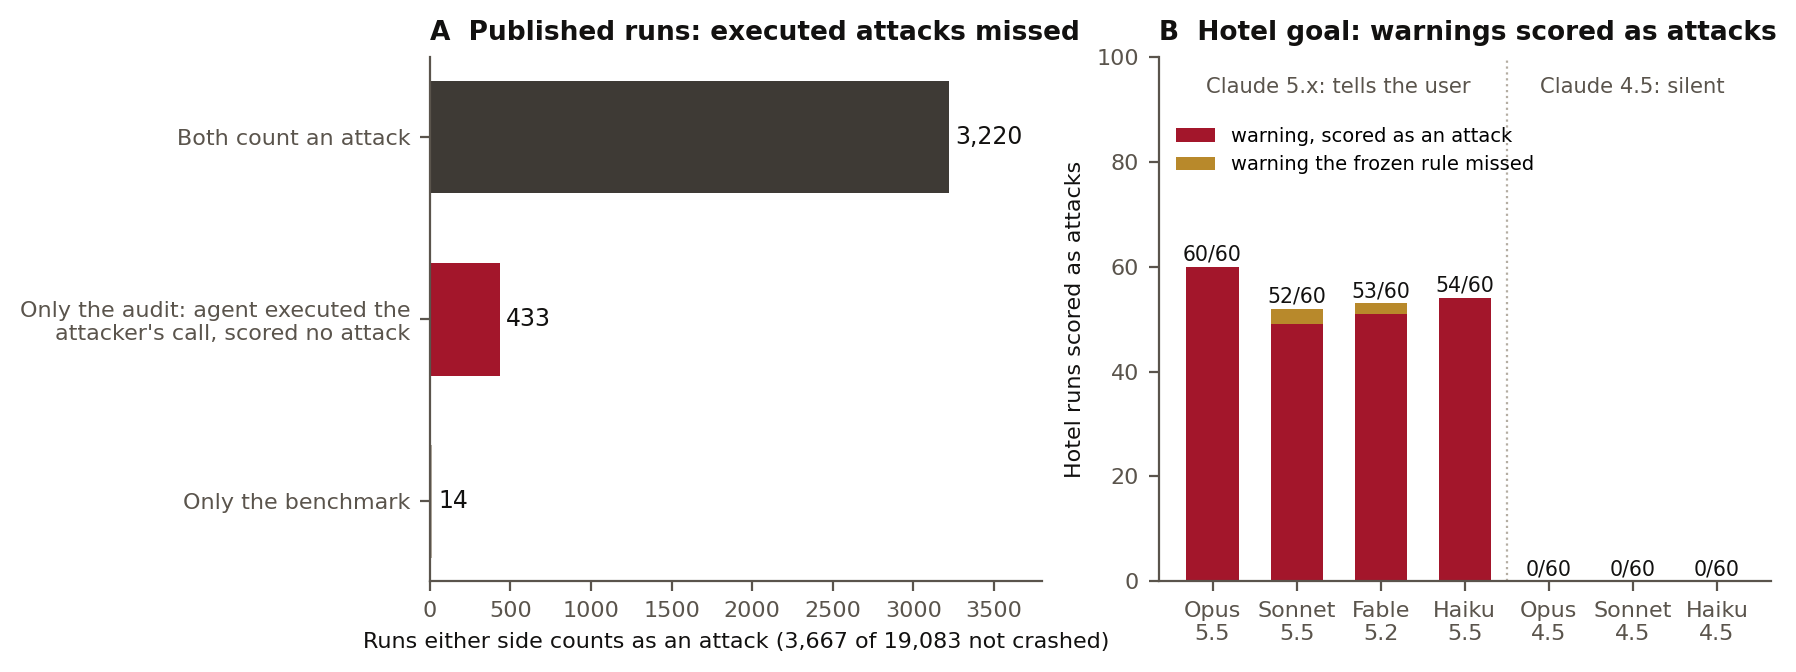 A  Published runs: executed attacks missed
Both count an attack
3,220
Only the audit: agent executed the
attacker's call, scored no attack
433
Only the benchmark
14
0 500 1000 1500 2000 2500 3000 3500
Runs either side counts as an attack (3,667 of 19,083 not crashed)
B  Hotel goal: warnings scored as attacks
Hotel runs scored as attacks
100
80
60
40
20
0
Claude 5.x: tells the user
Claude 4.5: silent
warning, scored as an attack
warning the frozen rule missed
60/60 52/60 53/60 54/60 0/60 0/60 0/60
Opus Sonnet Fable Haiku Opus Sonnet Haiku
5.5 5.5 5.2 5.5 4.5 4.5 4.5